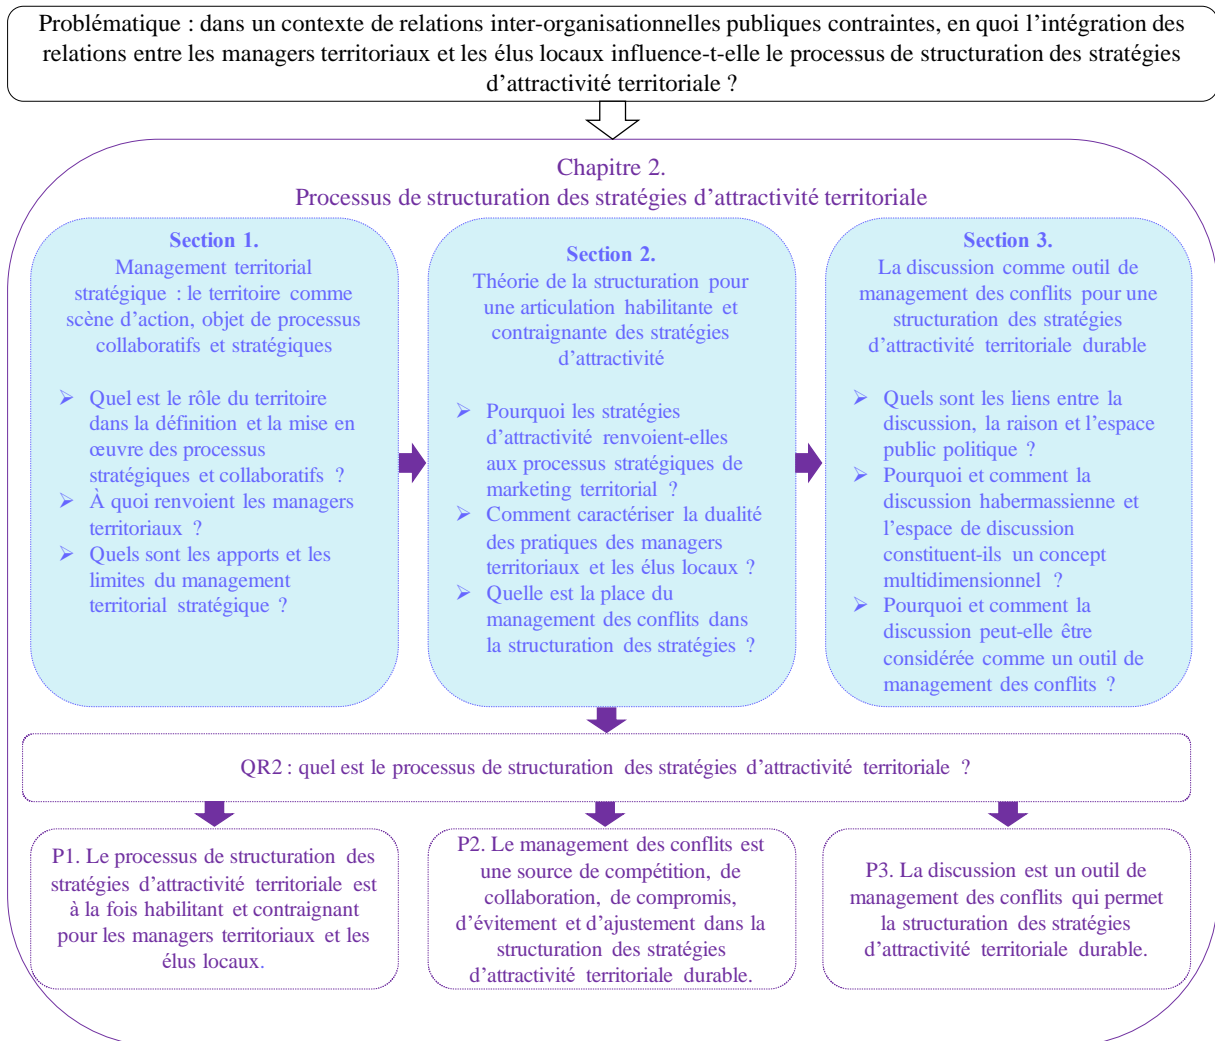 Problématique : dans un contexte de relations inter-organisationnelles publiques contraintes, en quoi l'intégration des
relations entre les managers territoriaux et les élus locaux influence-t-elle le processus de structuration des stratégies
d'attractivité territoriale ?
Chapitre 2.
Processus de structuration des stratégies d'attractivité territoriale
Section 1.
Management territorial
stratégique : le territoire comme
scène d'action, objet de processus
collaboratifs et stratégiques
➢ Quel est le rôle du territoire
dans la définition et la mise en
œuvre des processus
stratégiques et collaboratifs ?
➢ À quoi renvoient les managers
territoriaux ?
➢ Quels sont les apports et les
limites du management
territorial stratégique ?
Section 2.
Théorie de la structuration pour
une articulation habilitante et
contraignante des stratégies
d'attractivité
➢ Pourquoi les stratégies
d'attractivité renvoient-elles
aux processus stratégiques de
marketing territorial ?
➢ Comment caractériser la dualité
des pratiques des managers
territoriaux et les élus locaux ?
➢ Quelle est la place du
management des conflits dans
la structuration des stratégies ?
Section 3.
La discussion comme outil de
management des conflits pour une
structuration des stratégies
d'attractivité territoriale durable
➢ Quels sont les liens entre la
discussion, la raison et l'espace
public politique ?
➢ Pourquoi et comment la
discussion habermassienne et
l'espace de discussion
constituent-ils un concept
multidimensionnel ?
➢ Pourquoi et comment la
discussion peut-elle être
considérée comme un outil de
management des conflits ?
QR2 : quel est le processus de structuration des stratégies d'attractivité territoriale ?
P1. Le processus de structuration des
stratégies d'attractivité territoriale est
à la fois habilitant et contraignant
pour les managers territoriaux et les
élus locaux.
P2. Le management des conflits est
une source de compétition, de
collaboration, de compromis,
d'évitement et d'ajustement dans la
structuration des stratégies
d'attractivité territoriale durable.
P3. La discussion est un outil de
management des conflits qui permet
la structuration des stratégies
d'attractivité territoriale durable.